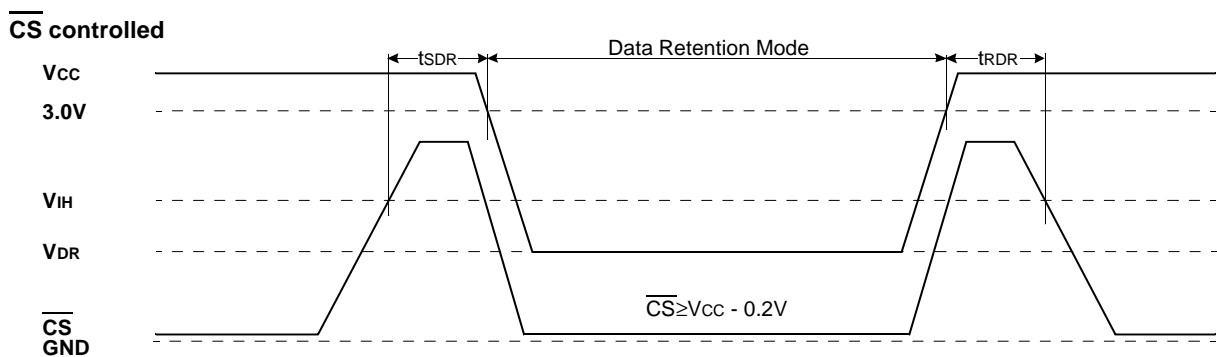 CS controlled
tSDR
Data Retention Mode
tRDR
VCC
3.0V
VIH
VDR
CS≥VCC - 0.2V
CS
GND